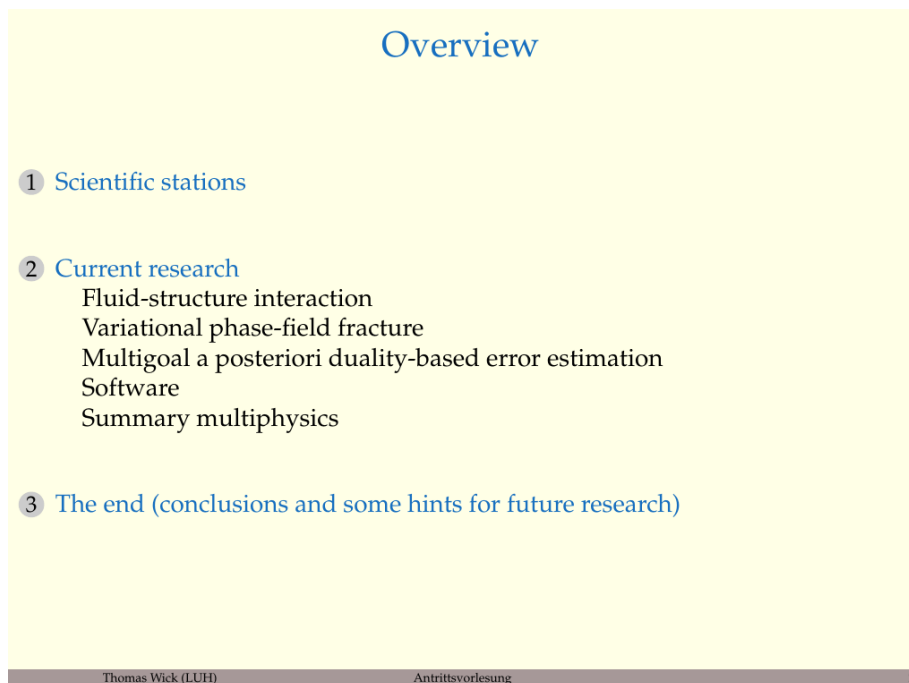 Overview
1 Scientific stations
2 Current research
Fluid-structure interaction
Variational phase-field fracture
Multigoal a posteriori duality-based error estimation
Software
Summary multiphysics
3 The end (conclusions and some hints for future research)
Thomas Wick (LUH) Antrittsvorlesung